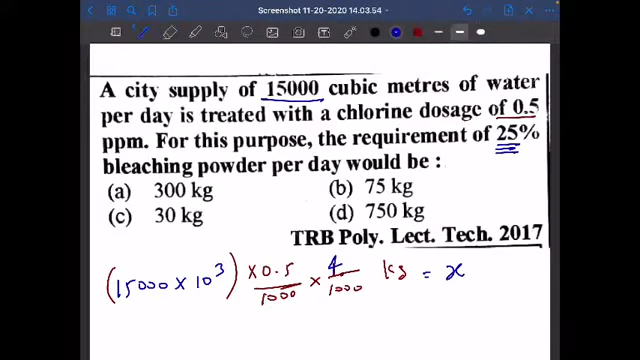 Screenshot 11-20-2020 14.03.54
A city supply of 15000 cubic metres of water
per day is treated with a chlorine dosage of 0.5
ppm. For this purpose, the requirement of 25%
bleaching powder per day would be :
(a) 300 kg (b) 75 kg
(c) 30 kg (d) 750 kg
TRB Poly. Lect. Tech. 2017
(15000 × 10³) × 0.5/1000 × 4/1000 kg = x